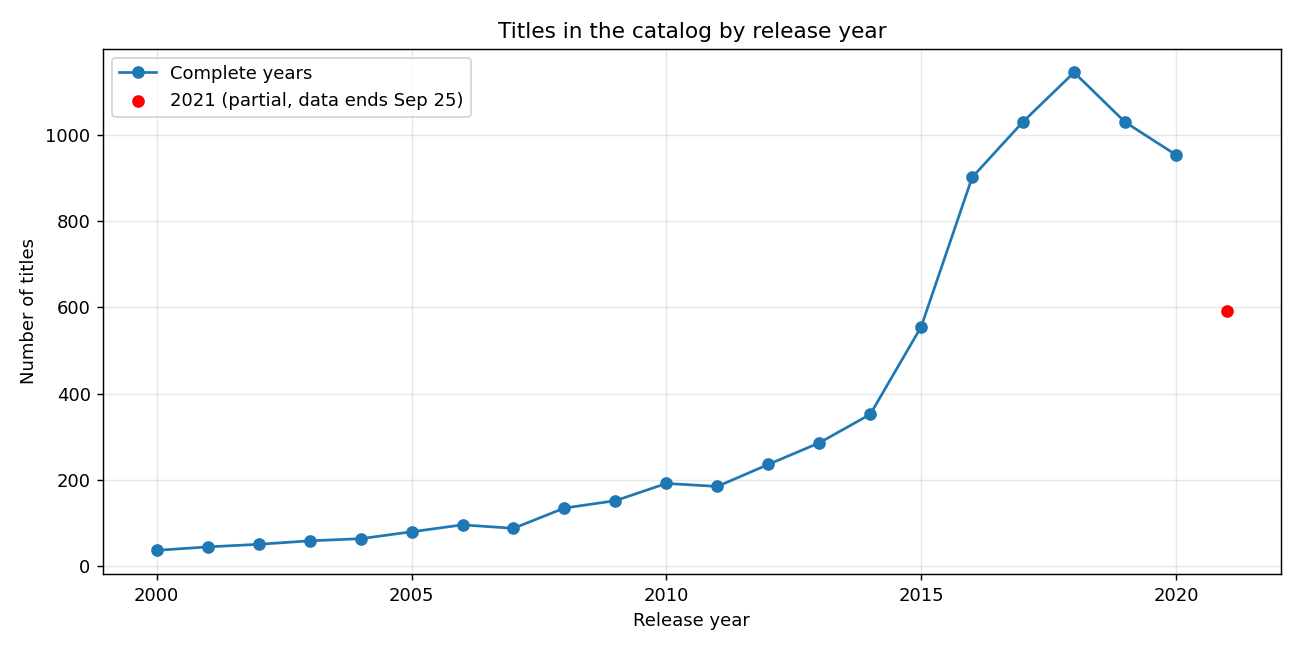 Titles in the catalog by release year
Complete years
2021 (partial, data ends Sep 25)
1000
800
600
400
200
0
Number of titles
2000 2005 2010 2015 2020
Release year